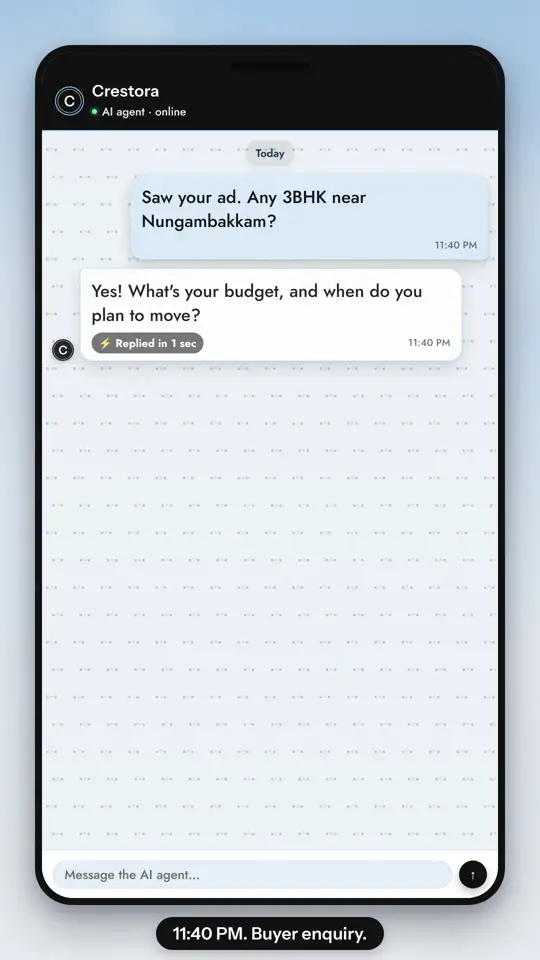 C
Crestora
AI agent · online
Today
Saw your ad. Any 3BHK near
Nungambakkam?
11:40 PM
Yes! What's your budget, and when do you
plan to move?
⚡ Replied in 1 sec
11:40 PM
C
Message the AI agent...
↑
11:40 PM. Buyer enquiry.